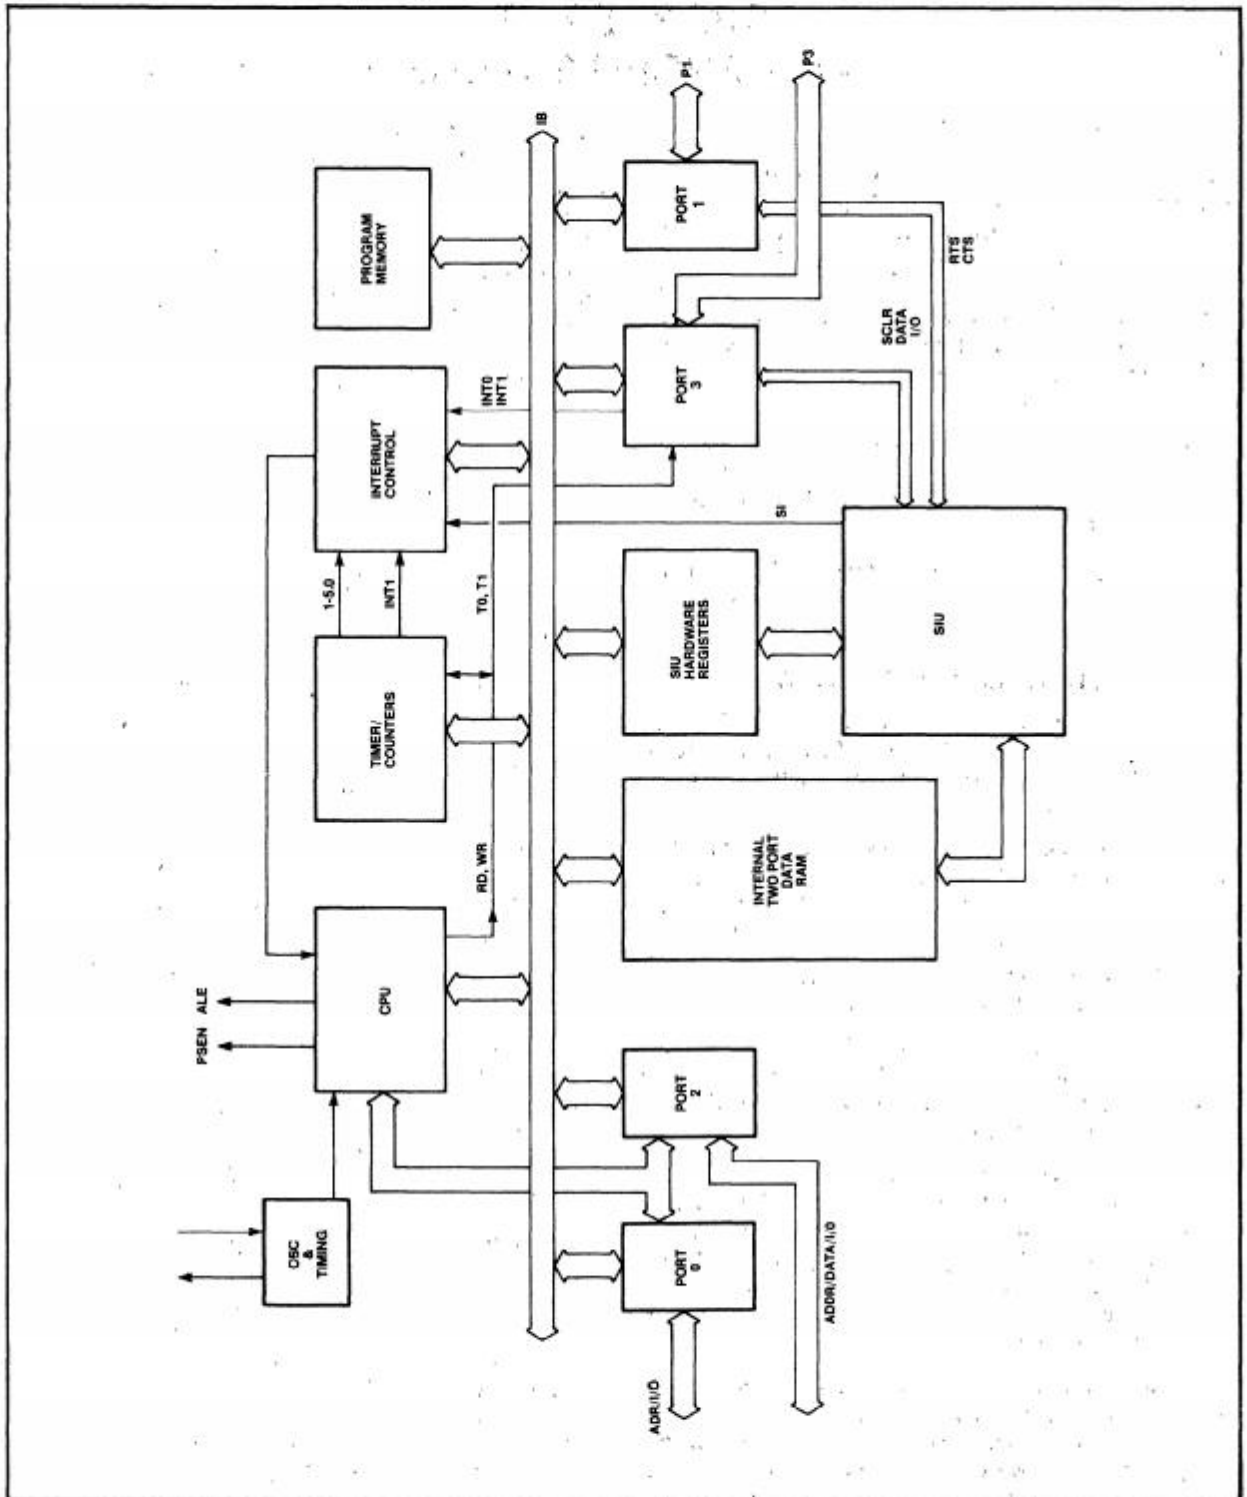 OSC
&
TIMING
PSEN
ALE
CPU
RD, WR
TIMER/
COUNTERS
1-5.0
INT1
T0, T1
INTERRUPT
CONTROL
INT0
INT1
PROGRAM
MEMORY
IB
PORT
0
ADR/I/O
PORT
2
ADDR/DATA/I/O
INTERNAL
TWO PORT
DATA
RAM
SIU
HARDWARE
REGISTERS
SI
SIU
PORT
3
SCLR
DATA
I/O
PORT
1
RTS
CTS
P1
P3